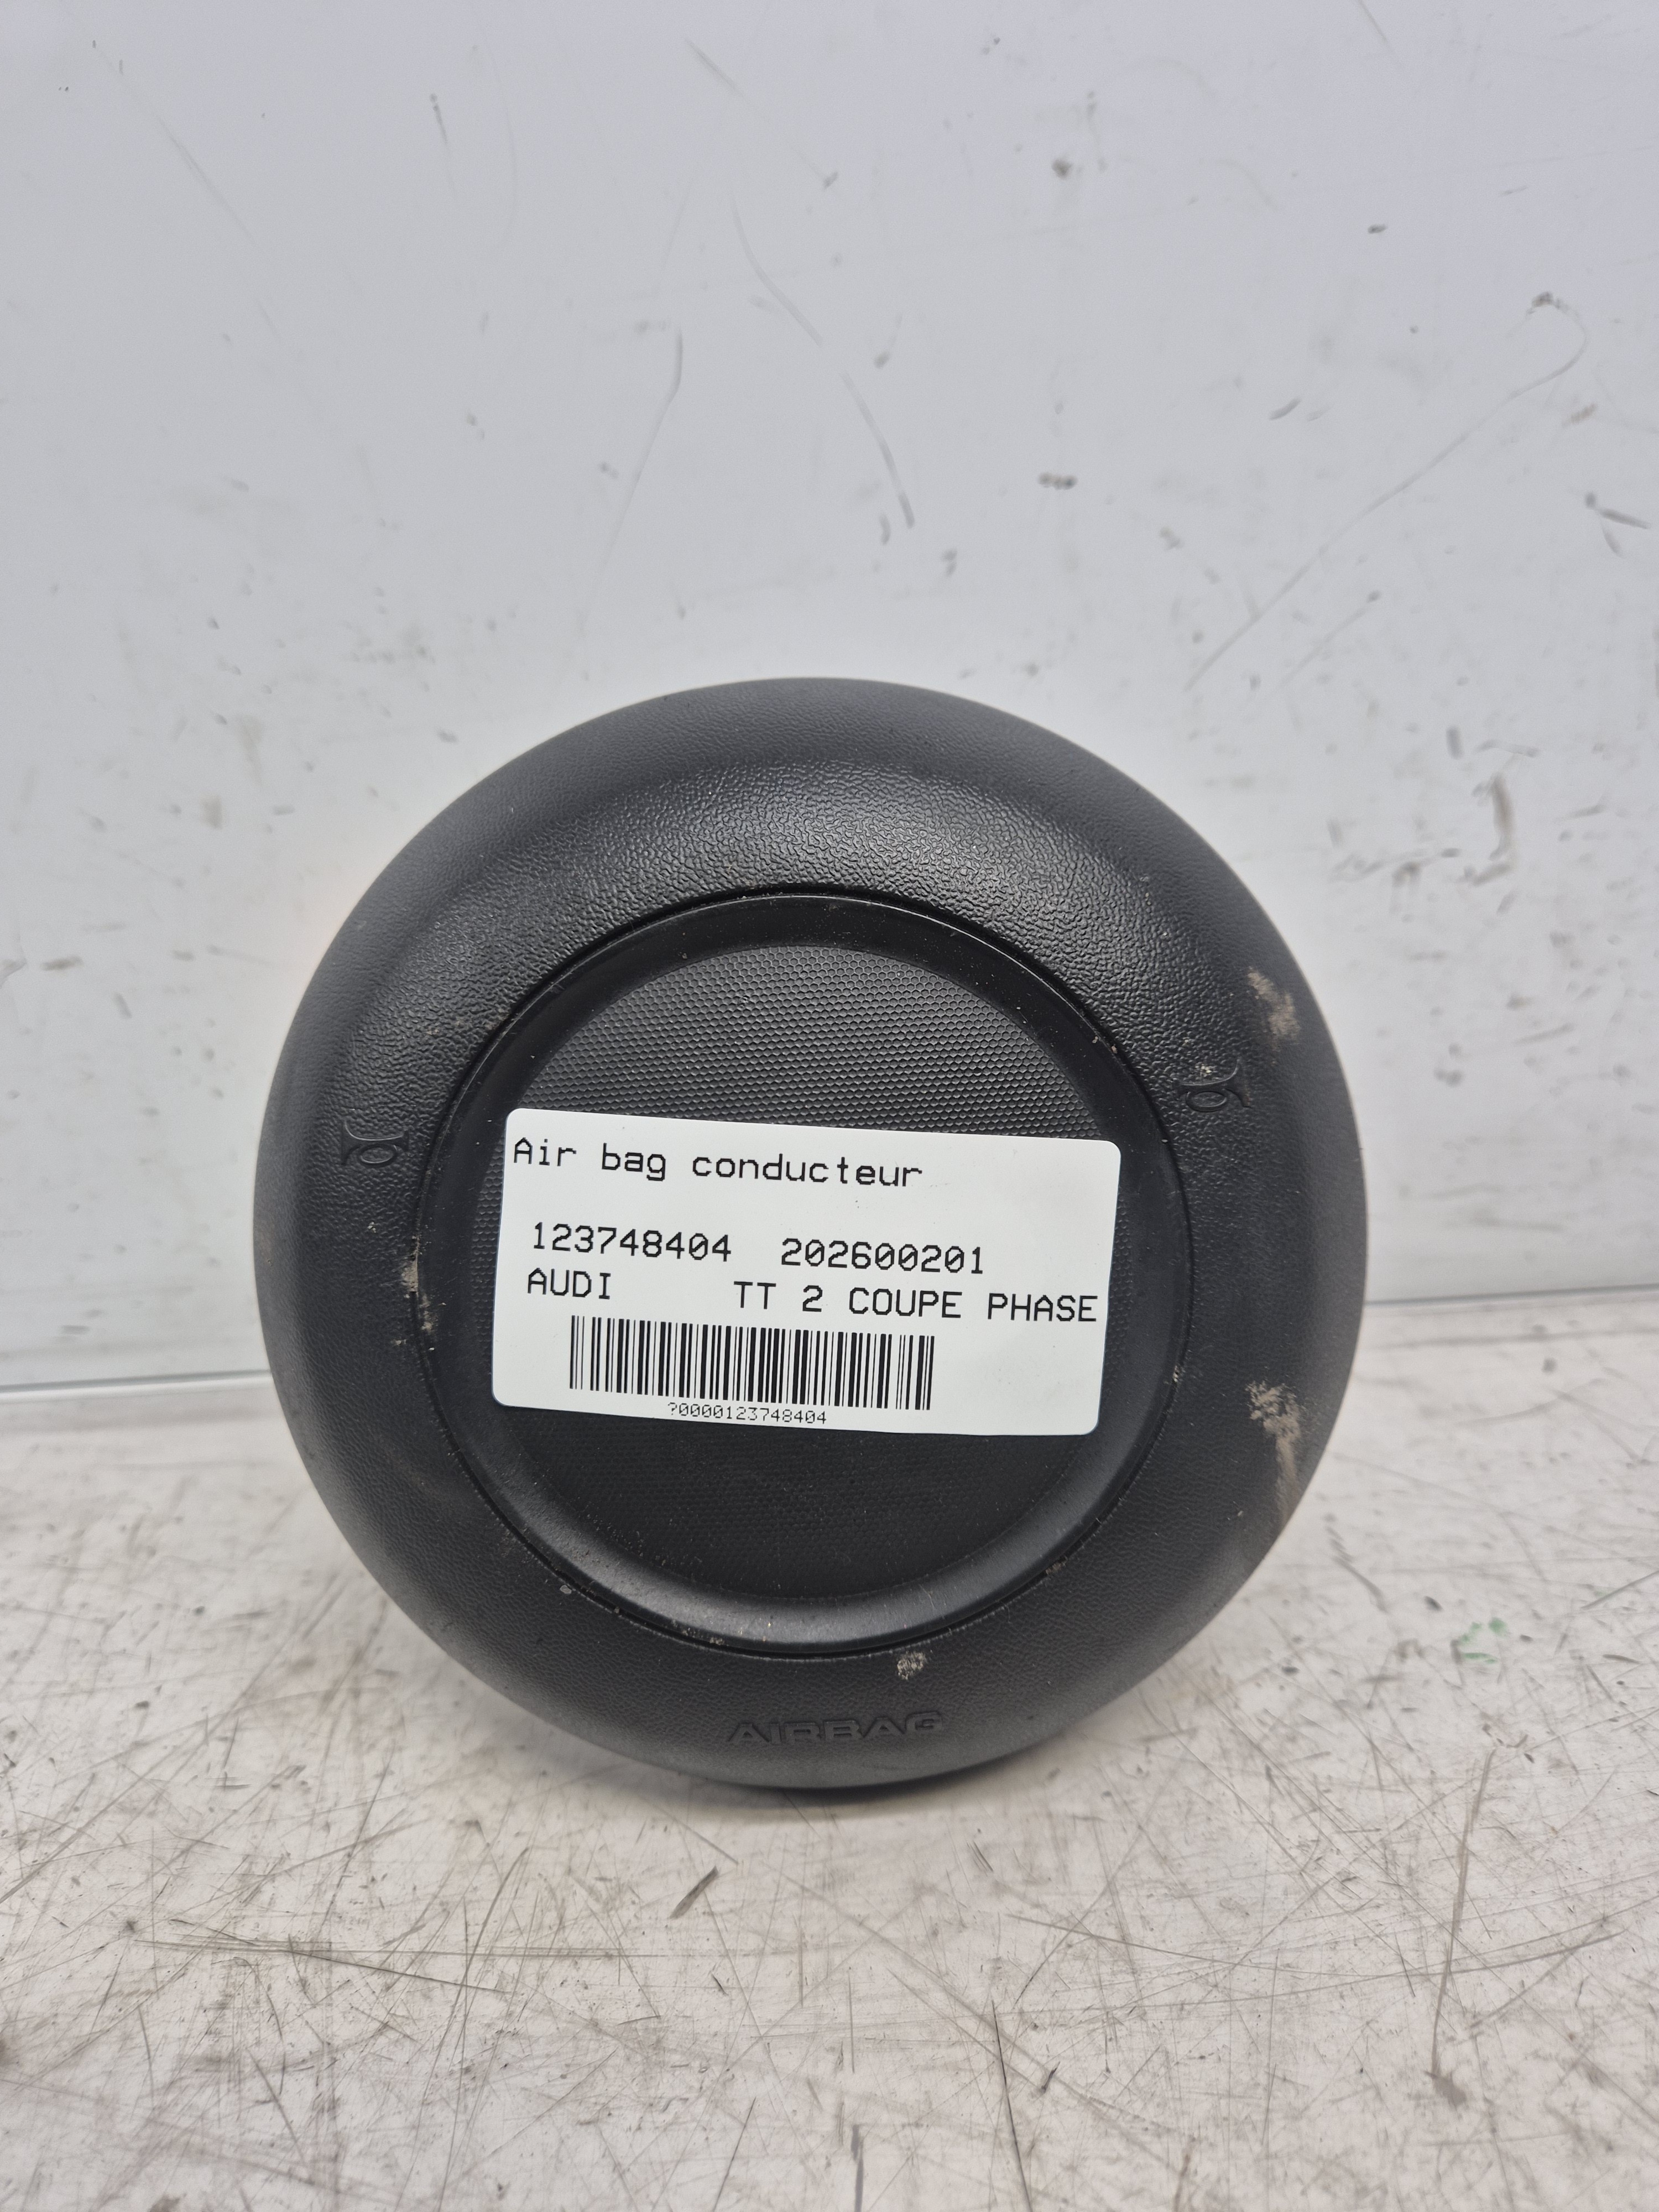 Air bag conducteur
123748404 202600201
AUDI TT 2 COUPE PHASE
?0000123748404
AIRBAG